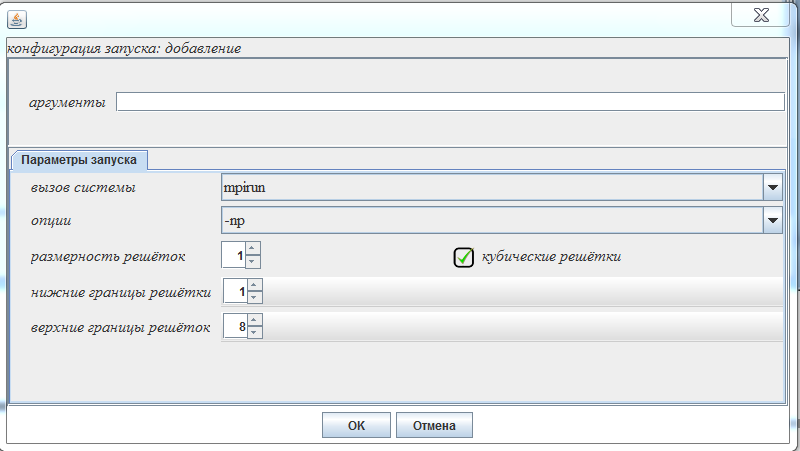 конфигурация запуска: добавление
аргументы
Параметры запуска
вызов системы mpirun
опции -np
размерность решёток 1 кубические решётки
нижние границы решётки 1
верхние границы решёток 8
OK Отмена